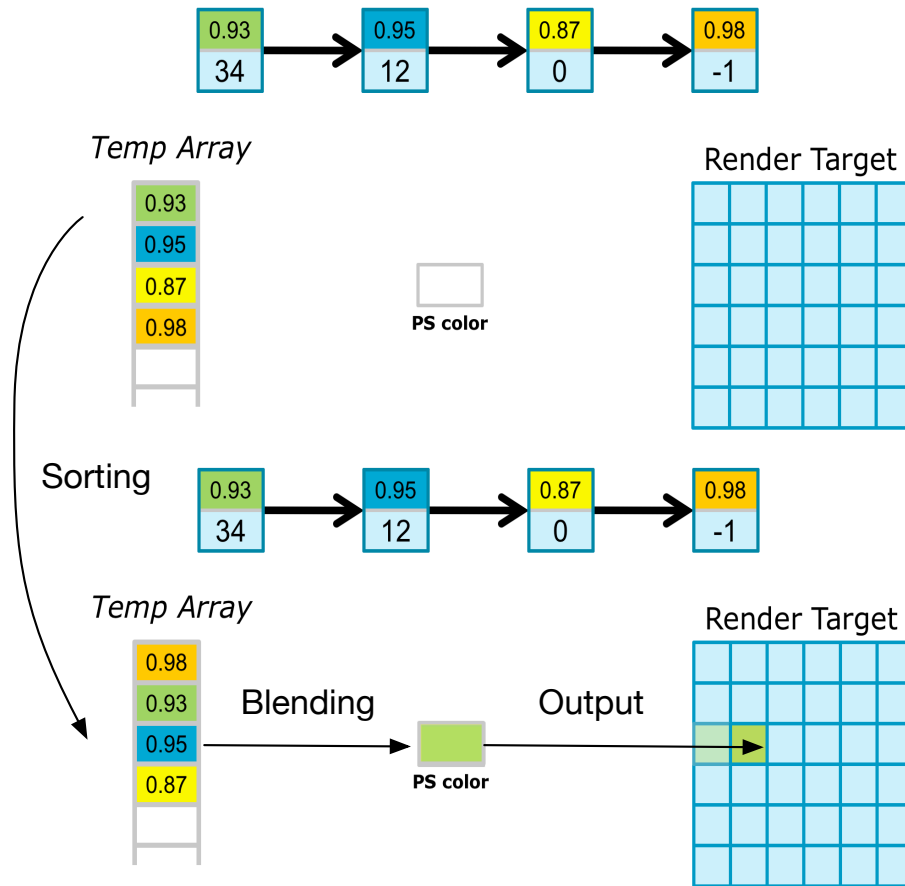 0.93 0.95 0.87 0.98
34 12 0 -1
Temp Array
Render Target
0.93
0.95
0.87
0.98
PS color
Sorting
0.93 0.95 0.87 0.98
34 12 0 -1
Temp Array
Render Target
0.98
0.93
0.95
0.87
Blending
PS color
Output